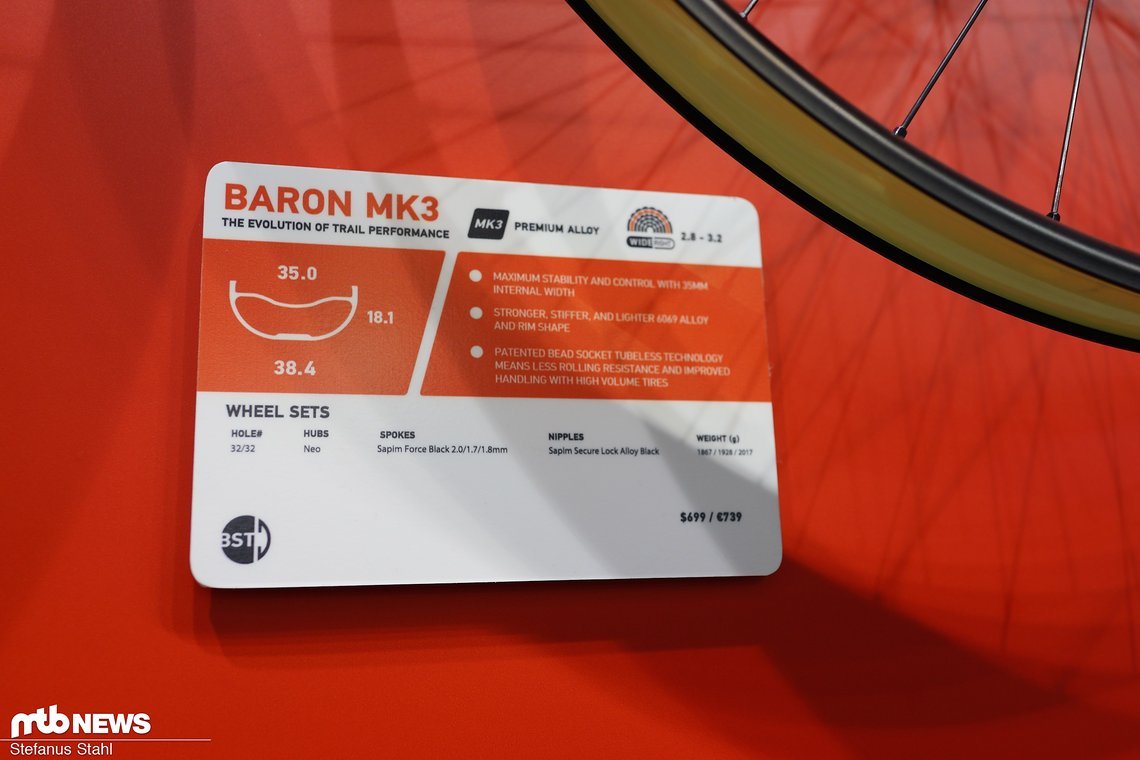 BARON MK3
THE EVOLUTION OF TRAIL PERFORMANCE
MK3 PREMIUM ALLOY
WIDE RIGHT
2.8 - 3.2
35.0
18.1
38.4
MAXIMUM STABILITY AND CONTROL WITH 35MM
INTERNAL WIDTH
STRONGER, STIFFER, AND LIGHTER 6069 ALLOY
AND RIM SHAPE
PATENTED BEAD SOCKET TUBELESS TECHNOLOGY
MEANS LESS ROLLING RESISTANCE AND IMPROVED
HANDLING WITH HIGH VOLUME TIRES
WHEEL SETS
HOLE# HUBS SPOKES NIPPLES WEIGHT (g)
32/32 Neo Sapim Force Black 2.0/1.7/1.8mm Sapim Secure Lock Alloy Black 1867 / 1928 / 2017
$699 / €739
BST
mtb NEWS
Stefanus Stahl